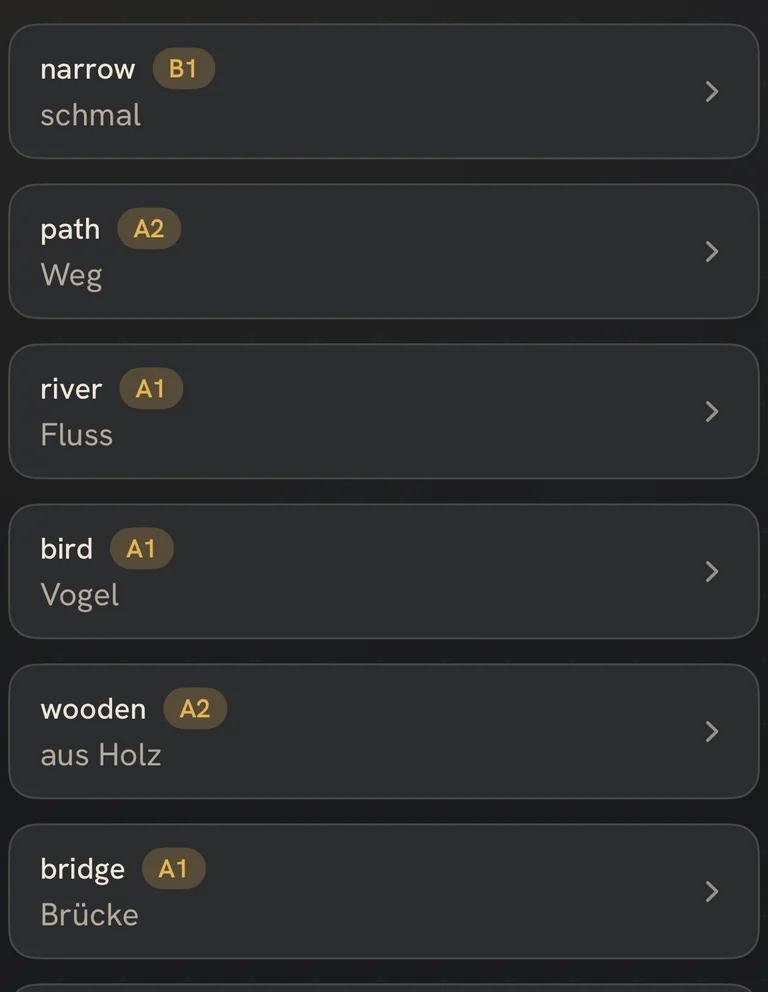 narrow B1
schmal
path A2
Weg
river A1
Fluss
bird A1
Vogel
wooden A2
aus Holz
bridge A1
Brücke